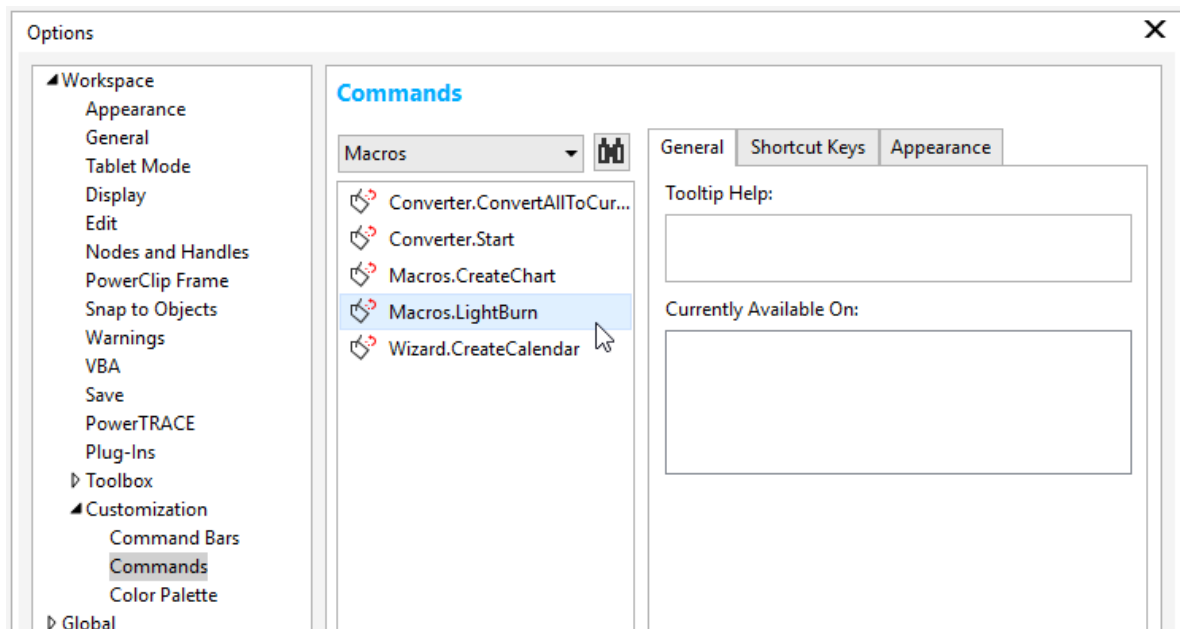 Options
Workspace
Appearance
General
Tablet Mode
Display
Edit
Nodes and Handles
PowerClip Frame
Snap to Objects
Warnings
VBA
Save
PowerTRACE
Plug-Ins
Toolbox
Customization
Command Bars
Commands
Color Palette
Global
Commands
Macros
Converter.ConvertAllToCur...
Converter.Start
Macros.CreateChart
Macros.LightBurn
Wizard.CreateCalendar
General
Shortcut Keys
Appearance
Tooltip Help:
Currently Available On: